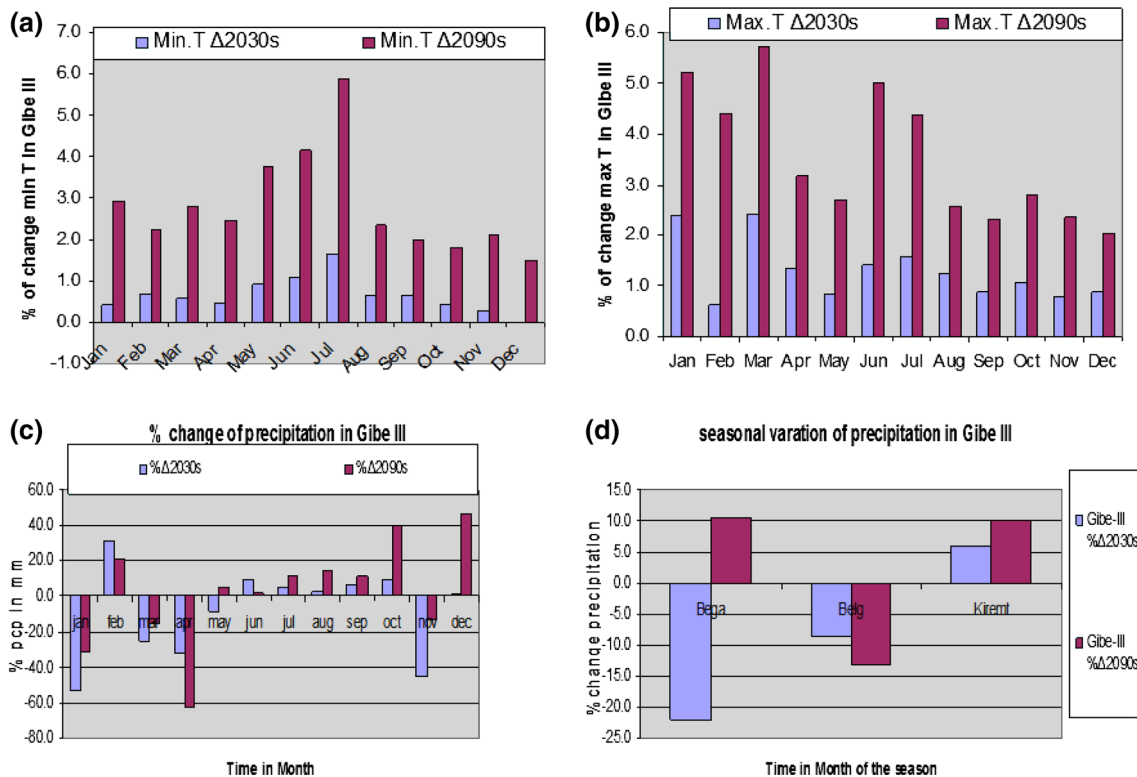 (a)
Min.T Δ2030s Min.T Δ2090s
% of change min T in Gibe III
7.0
6.0
5.0
4.0
3.0
2.0
1.0
0.0
-1.0
Jan Feb Mar Apr May Jun Jul Aug Sep Oct Nov Dec
(b)
Max.T Δ2030s Max.T Δ2090s
% of change max T in Gibe III
6.0
5.0
4.0
3.0
2.0
1.0
0.0
Jan Feb Mar Apr May Jun Jul Aug Sep Oct Nov Dec
(c)
% change of precipitation in Gibe III
%Δ2030s %Δ2090s
% pcp in mm
60.0
40.0
20.0
0.0
-20.0
-40.0
-60.0
-80.0
jan feb mar apr may jun jul aug sep oct nov dec
Time in Month
(d)
seasonal varation of precipitation in Gibe III
% change precipitation
15.0
10.0
5.0
0.0
-5.0
-10.0
-15.0
-20.0
-25.0
Bega Belg Kiremt
Time in Month of the season
Gibe-III
%Δ2030s
Gibe-III
%Δ2090s